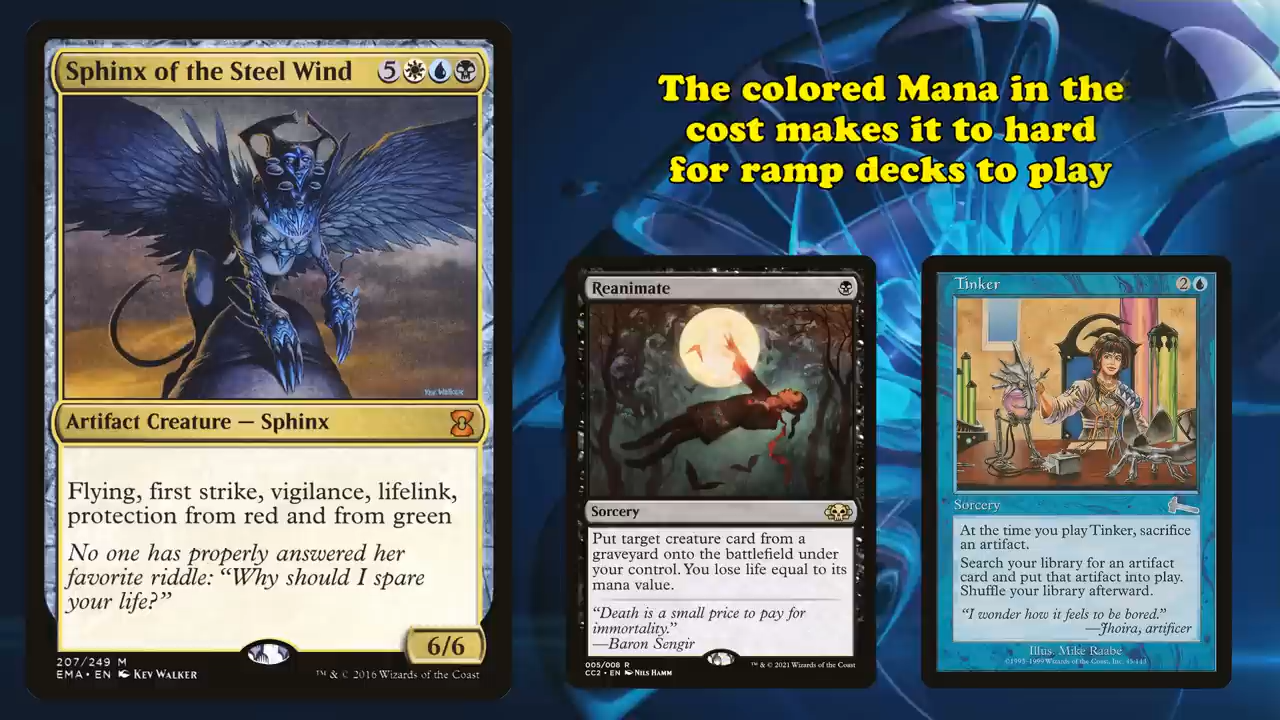 Sphinx of the Steel Wind 5
The colored Mana in the
cost makes it to hard
for ramp decks to play
Artifact Creature — Sphinx
Flying, first strike, vigilance, lifelink,
protection from red and from green
No one has properly answered her
favorite riddle: “Why should I spare
your life?”
6/6
207/249 M
EMA • EN Kev Walker
™ & © 2016 Wizards of the Coast
Reanimate
Sorcery
Put target creature card from a
graveyard onto the battlefield under
your control. You lose life equal to its
mana value.
“Death is a small price to pay for
immortality.”
—Baron Sengir
005/008 R
CC2 • EN Nils Hamm
™ & © 2021 Wizards of the Coast
Tinker 2
Sorcery
At the time you play Tinker, sacrifice
an artifact.
Search your library for an artifact
card and put that artifact into play.
Shuffle your library afterward.
“I wonder how it feels to be bored.”
—Jhoira, artificer
Illus. Mike Raabe